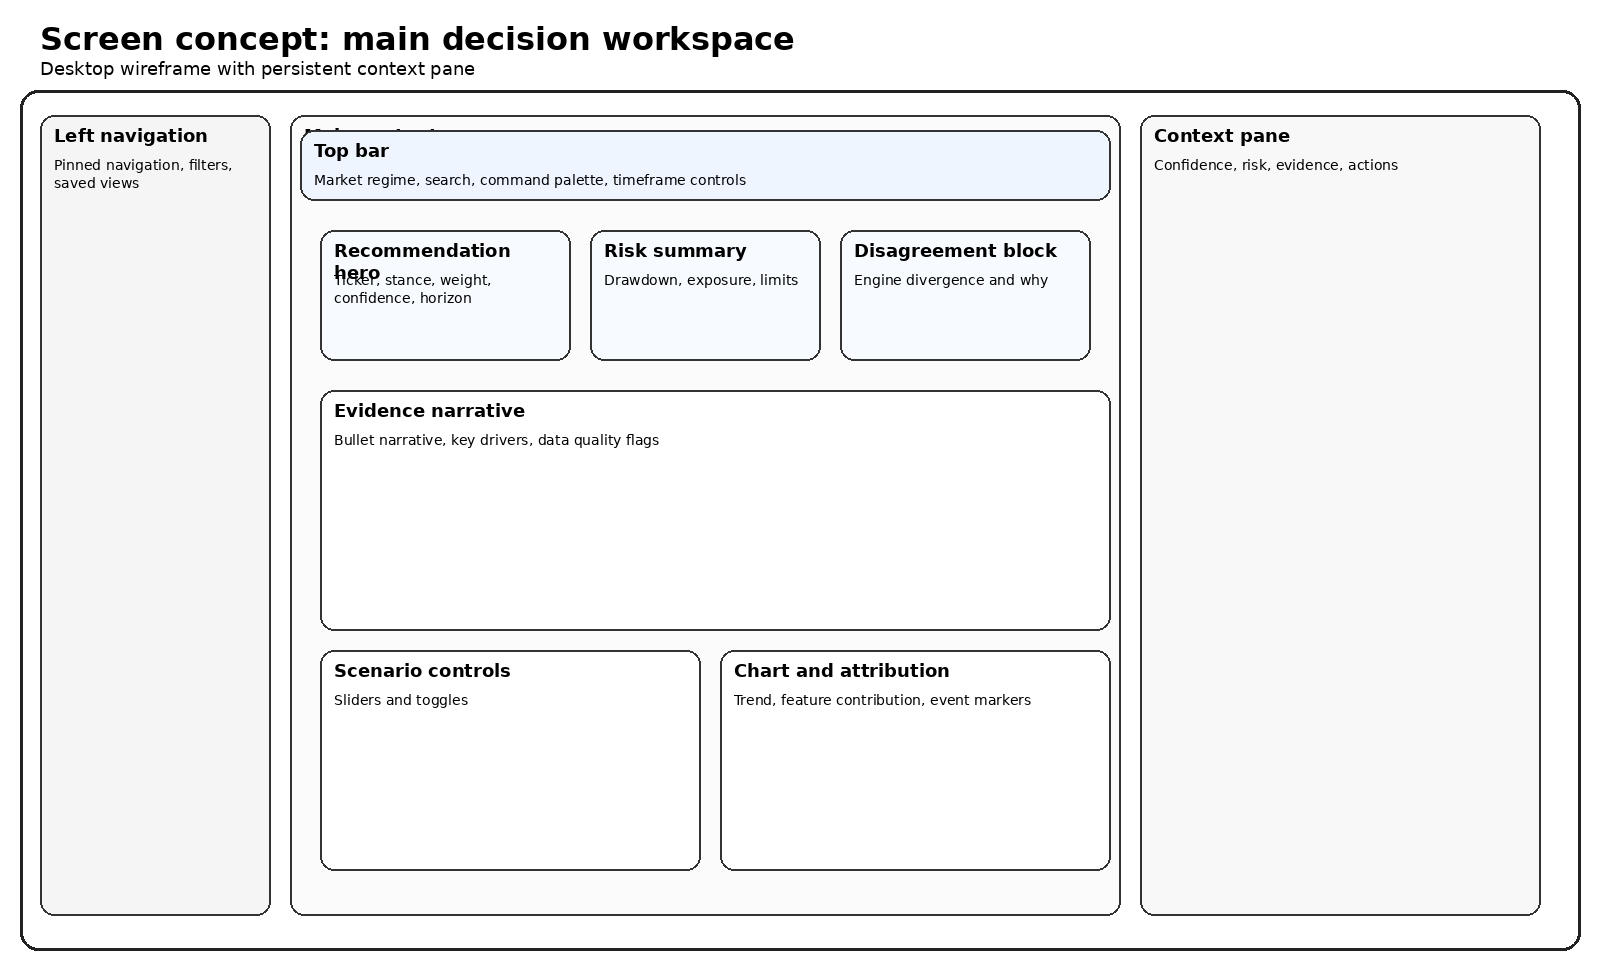 Screen concept: main decision workspace
Desktop wireframe with persistent context pane
Left navigation
Pinned navigation, filters,
saved views
Top bar
Market regime, search, command palette, timeframe controls
Recommendation
hero
Ticker, stance, weight,
confidence, horizon
Risk summary
Drawdown, exposure, limits
Disagreement block
Engine divergence and why
Evidence narrative
Bullet narrative, key drivers, data quality flags
Scenario controls
Sliders and toggles
Chart and attribution
Trend, feature contribution, event markers
Context pane
Confidence, risk, evidence, actions